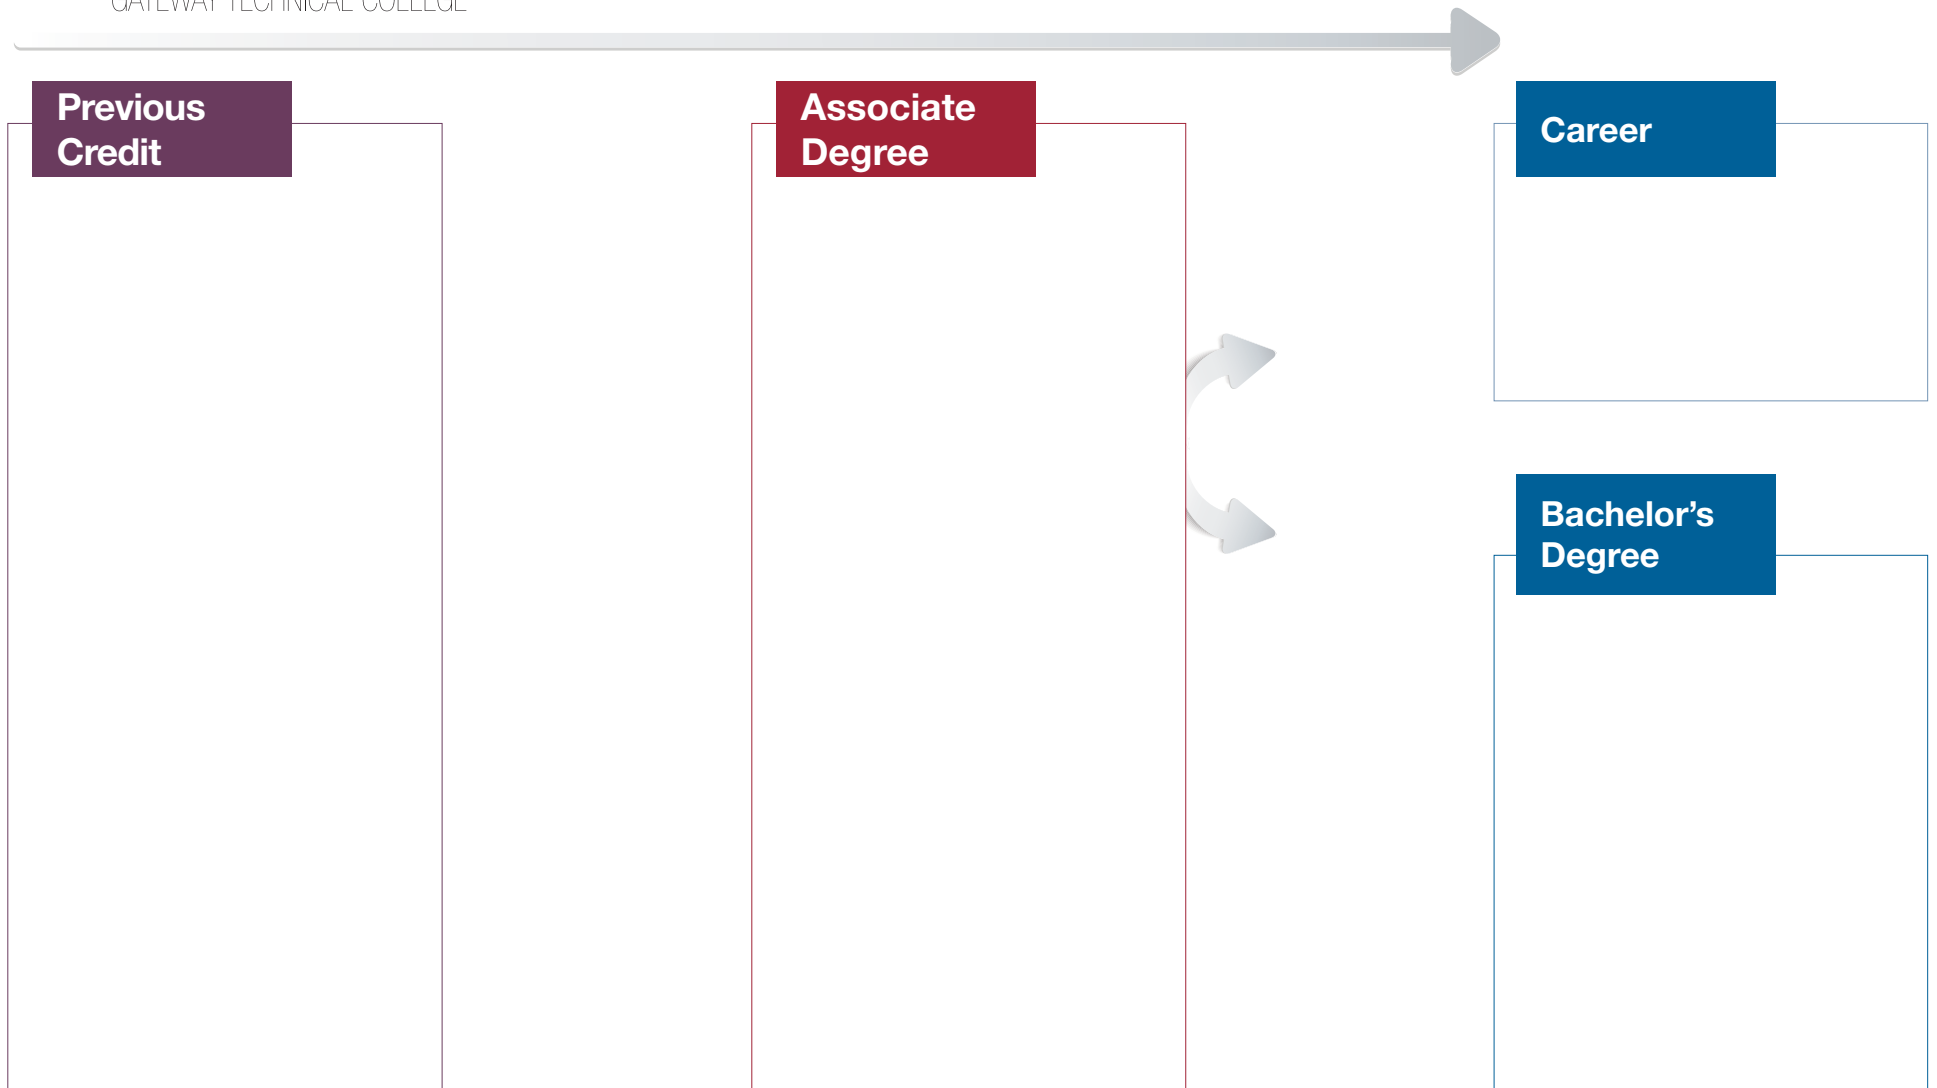 GATEWAY TECHNICAL COLLEGE
Previous
Credit
Associate
Degree
Career
Bachelor’s
Degree